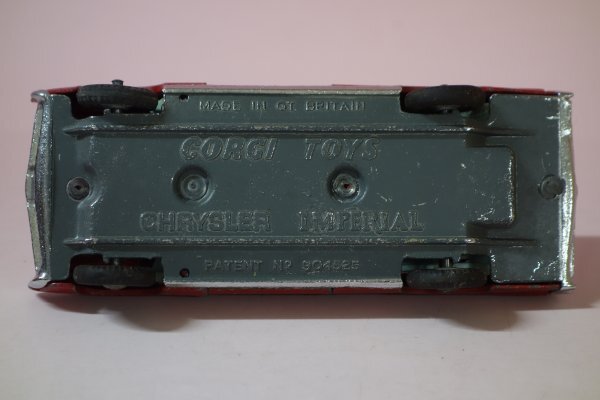 MADE IN GT. BRITAIN
CORGI TOYS
CHRYSLER IMPERIAL
PATENT NO 904525